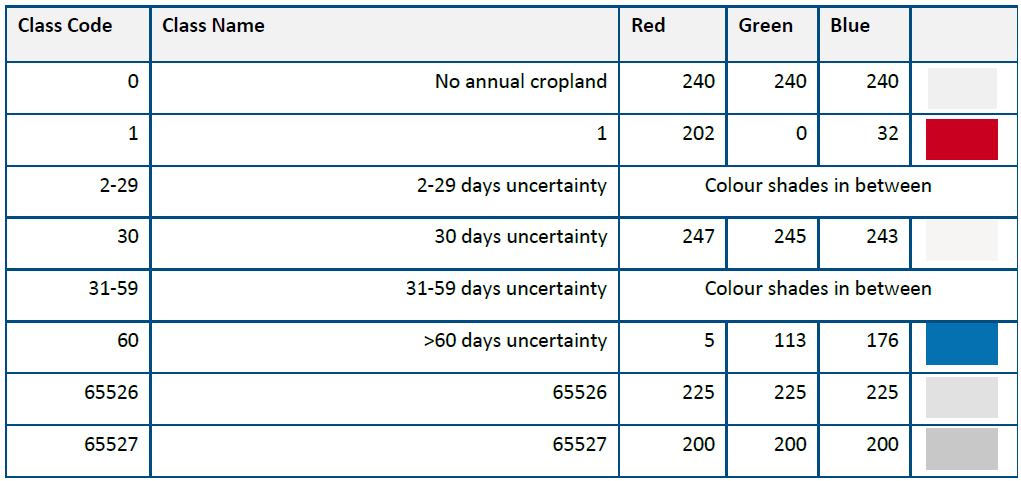 Class Code Class Name Red Green Blue
0 No annual cropland 240 240 240
1 1 202 0 32
2-29 2-29 days uncertainty Colour shades in between
30 30 days uncertainty 247 245 243
31-59 31-59 days uncertainty Colour shades in between
60 >60 days uncertainty 5 113 176
65526 65526 225 225 225
65527 65527 200 200 200